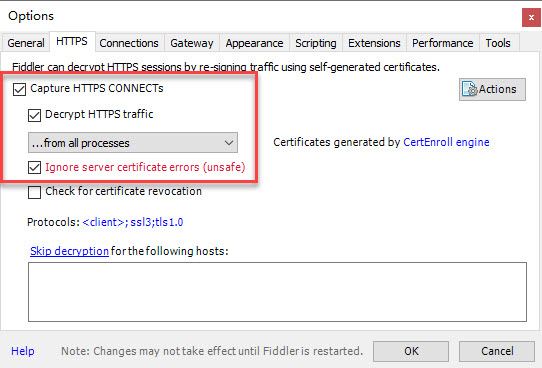 Options
x
General HTTPS Connections Gateway Appearance Scripting Extensions Performance Tools
Fiddler can decrypt HTTPS sessions by re-signing traffic using self-generated certificates.
Capture HTTPS CONNECTs
Actions
Decrypt HTTPS traffic
...from all processes
Certificates generated by CertEnroll engine
Ignore server certificate errors (unsafe)
Check for certificate revocation
Protocols: <client>;ssl3;tls1.0
Skip decryption for the following hosts:
Help Note: Changes may not take effect until Fiddler is restarted. OK Cancel